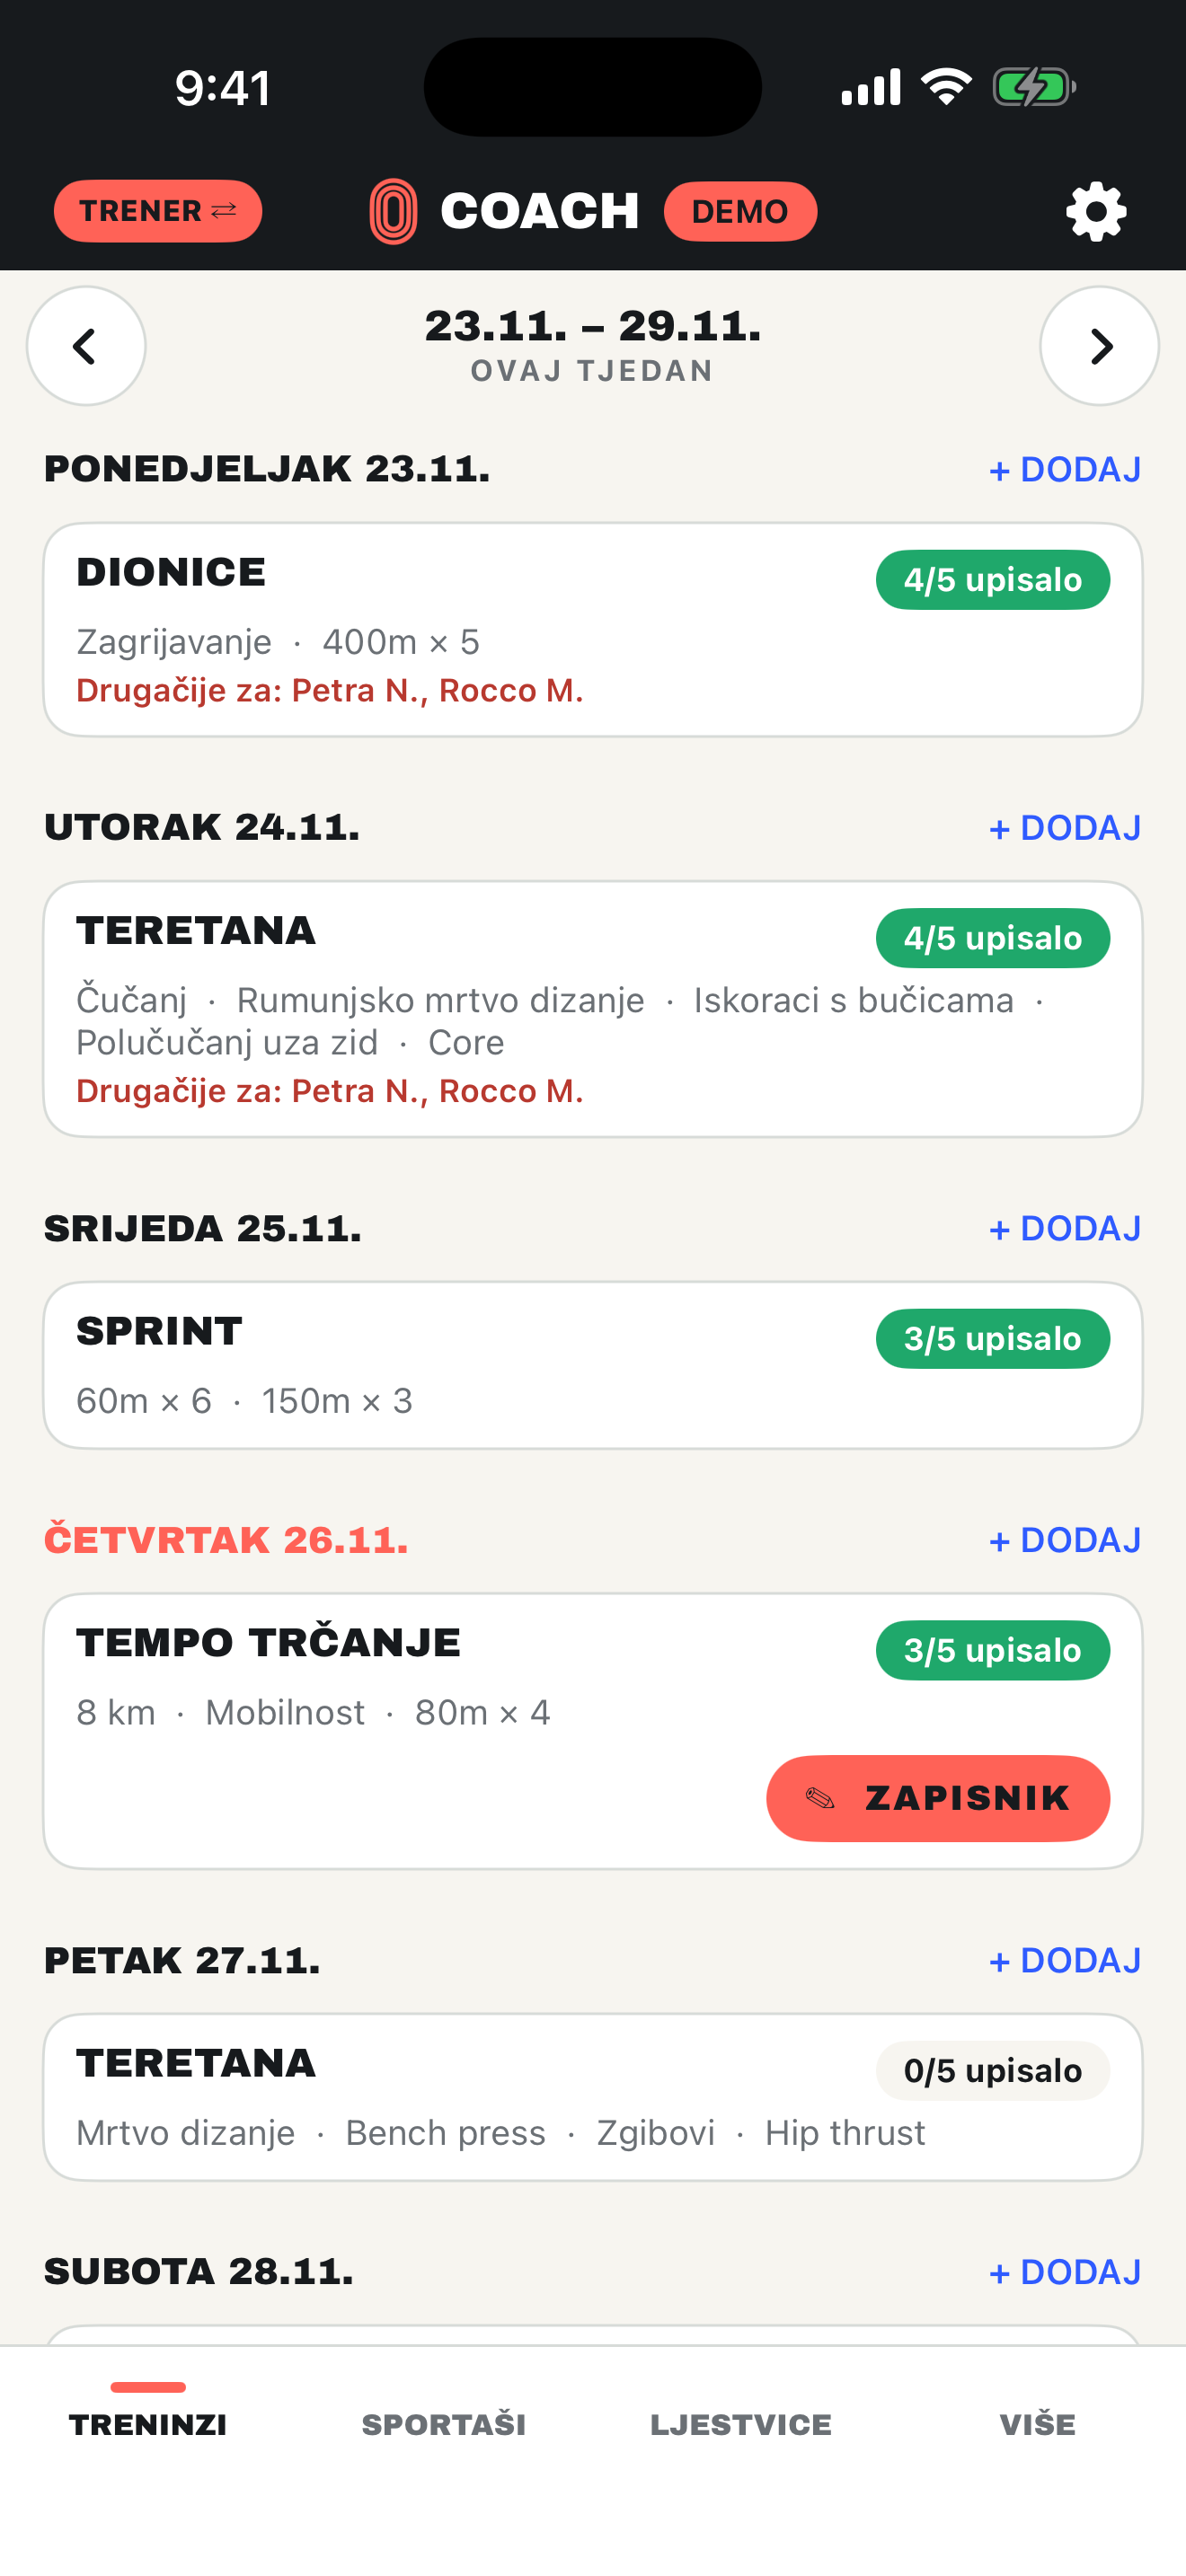 9:41
TRENER ⇄ COACH DEMO
23.11. – 29.11.
OVAJ TJEDAN
PONEDJELJAK 23.11. + DODAJ
DIONICE 4/5 upisalo
Zagrijavanje · 400m × 5
Drugačije za: Petra N., Rocco M.
UTORAK 24.11. + DODAJ
TERETANA 4/5 upisalo
Čučanj · Rumunjsko mrtvo dizanje · Iskoraci s bučicama ·
Polučučanj uza zid · Core
Drugačije za: Petra N., Rocco M.
SRIJEDA 25.11. + DODAJ
SPRINT 3/5 upisalo
60m × 6 · 150m × 3
ČETVRTAK 26.11. + DODAJ
TEMPO TRČANJE 3/5 upisalo
8 km · Mobilnost · 80m × 4
✎ ZAPISNIK
PETAK 27.11. + DODAJ
TERETANA 0/5 upisalo
Mrtvo dizanje · Bench press · Zgibovi · Hip thrust
SUBOTA 28.11. + DODAJ
TRENINZI SPORTAŠI LJESTVICE VIŠE